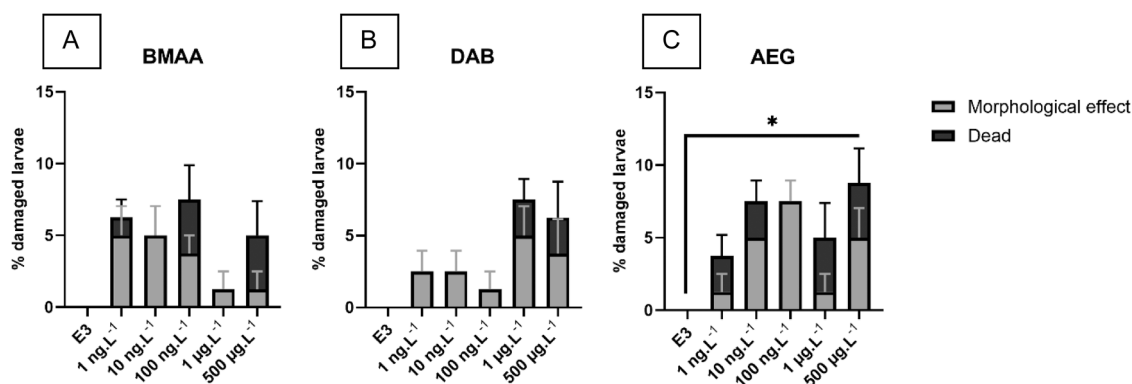 A
BMAA
% damaged larvae
15
10
5
0
E3
1 ng.L⁻¹
10 ng.L⁻¹
100 ng.L⁻¹
1 µg.L⁻¹
500 µg.L⁻¹
B
DAB
% damaged larvae
15
10
5
0
E3
1 ng.L⁻¹
10 ng.L⁻¹
100 ng.L⁻¹
1 µg.L⁻¹
500 µg.L⁻¹
C
AEG
% damaged larvae
15
10
5
0
*
E3
1 ng.L⁻¹
10 ng.L⁻¹
100 ng.L⁻¹
1 µg.L⁻¹
500 µg.L⁻¹
Morphological effect
Dead